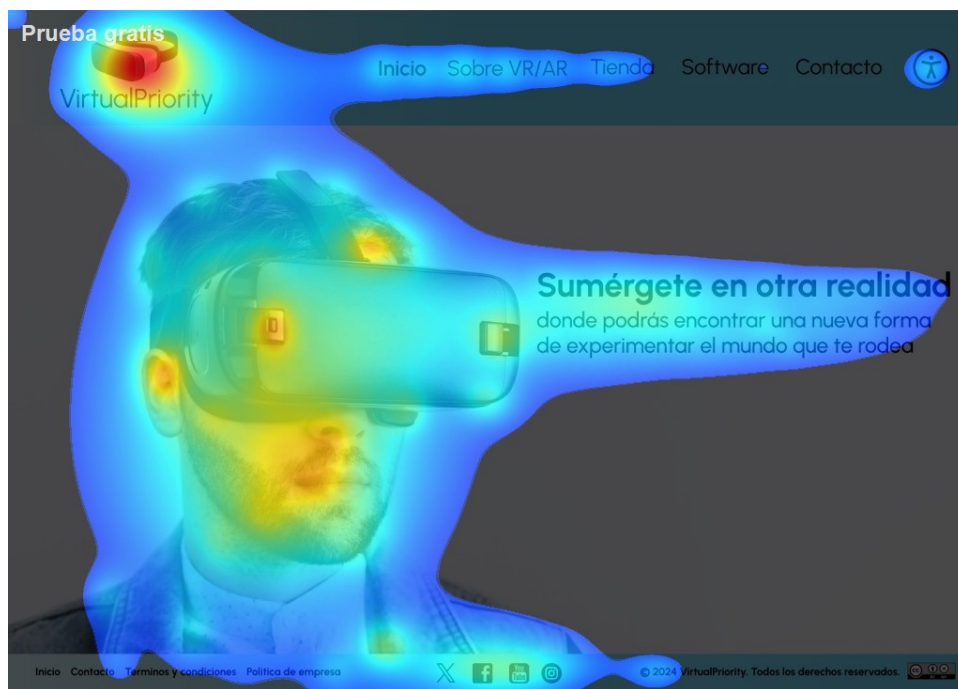 Prueba gratis
VirtualPriority
Inicio Sobre VR/AR Tienda Software Contacto
Sumérgete en otra realidad
donde podrás encontrar una nueva forma
de experimentar el mundo que te rodea
Inicio Contacto Terminos y condiciones Politica de empresa
© 2024 VirtualPriority. Todos los derechos reservados.